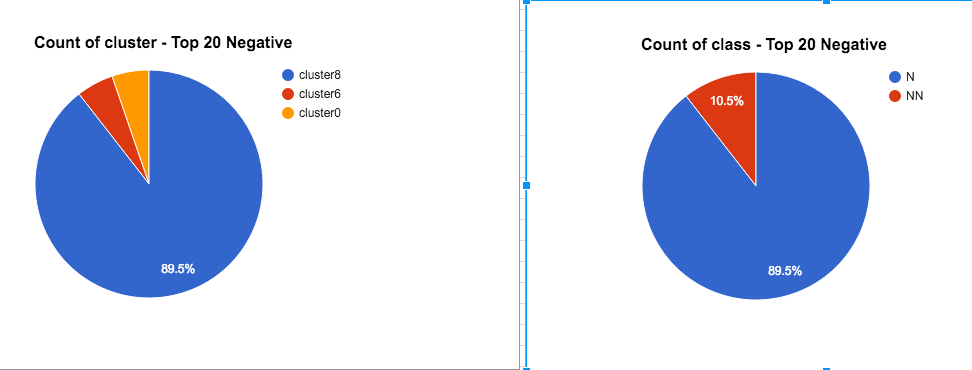 Count of cluster - Top 20 Negative
cluster8
cluster6
cluster0
89.5%
Count of class - Top 20 Negative
N
NN
10.5%
89.5%